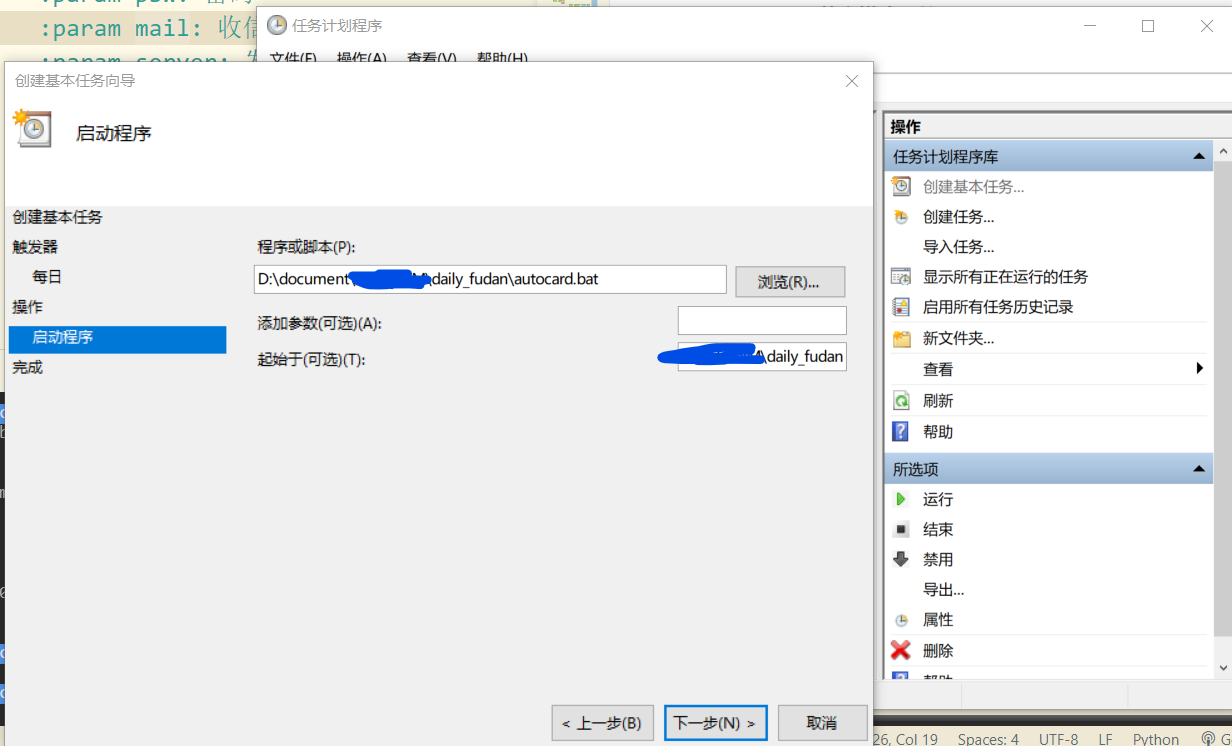 :param mail: 收信
任务计划程序
文件(F) 操作(A) 查看(V) 帮助(H)
:param server: 发
创建基本任务向导
启动程序
创建基本任务
触发器
每日
操作
启动程序
完成
程序或脚本(P):
D:\document\ \daily_fudan\autocard.bat
浏览(R)...
添加参数(可选)(A):
起始于(可选)(T):
\daily_fudan
< 上一步(B)
下一步(N) >
取消
操作
任务计划程序库
创建基本任务...
创建任务...
导入任务...
显示所有正在运行的任务
启用所有任务历史记录
新文件夹...
查看
刷新
帮助
所选项
运行
结束
禁用
导出...
属性
删除
帮助
26, Col 19 Spaces: 4 UTF-8 LF Python